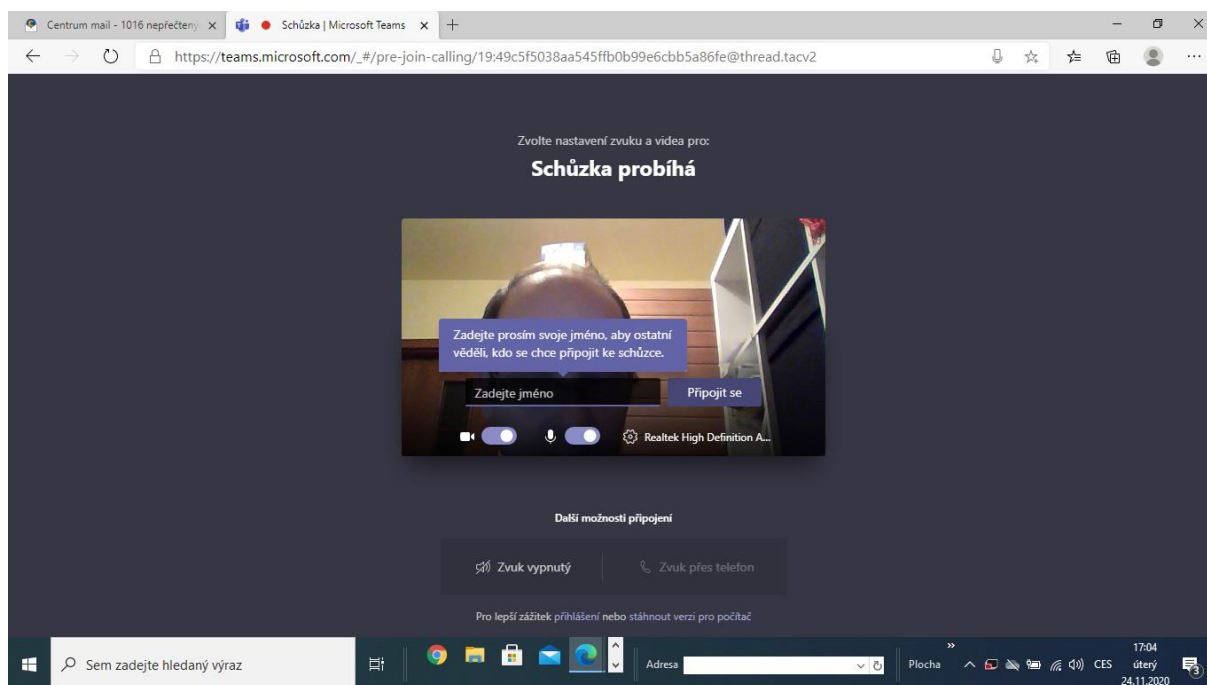 Centrum mail - 1016 nepřečtený
Schůzka | Microsoft Teams
https://teams.microsoft.com/_#/pre-join-calling/19:49c5f5038aa545ffb0b99e6cbb5a86fe@thread.tacv2
Zvolte nastavení zvuku a videa pro:
Schůzka probíhá
Zadejte prosím svoje jméno, aby ostatní
věděli, kdo se chce připojit ke schůzce.
Zadejte jméno
Připojit se
Realtek High Definition A...
Další možnosti připojení
Zvuk vypnutý
Zvuk přes telefon
Pro lepší zážitek přihlášení nebo stáhnout verzi pro počítač
Sem zadejte hledaný výraz
Adresa
Plocha
CES
17:04
úterý
24.11.2020
3